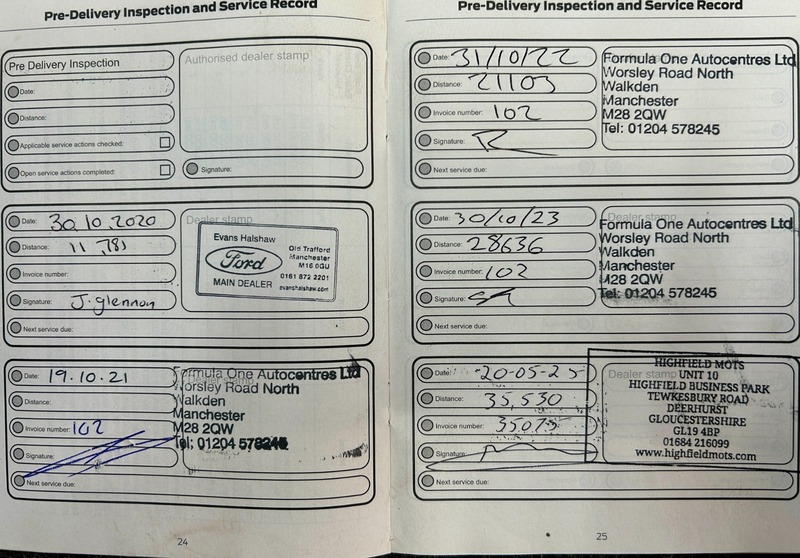 Pre-Delivery Inspection and Service Record
Pre Delivery Inspection
Authorised dealer stamp
Date:
Distance:
Applicable service actions checked:
Open service actions completed:
Signature:
Date: 30.10.2020
Distance: 11,781
Invoice number:
Signature: J.glennon
Next service due:
Dealer stamp
Evans Halshaw
Ford
MAIN DEALER
Old Trafford
Manchester
M16 0GU
0161 872 2201
evanshalshaw.com
Date: 19.10.21
Distance:
Invoice number: 102
Signature:
Next service due:
Formula One Autocentres Ltd
Worsley Road North
Walkden
Manchester
M28 2QW
Tel: 01204 578245
24
Pre-Delivery Inspection and Service Record
Date: 31/10/22
Distance: 21103
Invoice number: 102
Signature:
Next service due:
Formula One Autocentres Ltd
Worsley Road North
Walkden
Manchester
M28 2QW
Tel: 01204 578245
Date: 30/10/23
Distance: 28636
Invoice number: 102
Signature:
Next service due:
Dealer stamp
Formula One Autocentres Ltd
Worsley Road North
Walkden
Manchester
M28 2QW
Tel: 01204 578245
Date: 20-05-25
Distance: 35,530
Invoice number: 35075
Signature:
Next service due:
Dealer stamp
HIGHFIELD MOTS
UNIT 10
HIGHFIELD BUSINESS PARK
TEWKESBURY ROAD
DEERHURST
GLOUCESTERSHIRE
GL19 4BP
01684 216099
www.highfieldmots.com
25